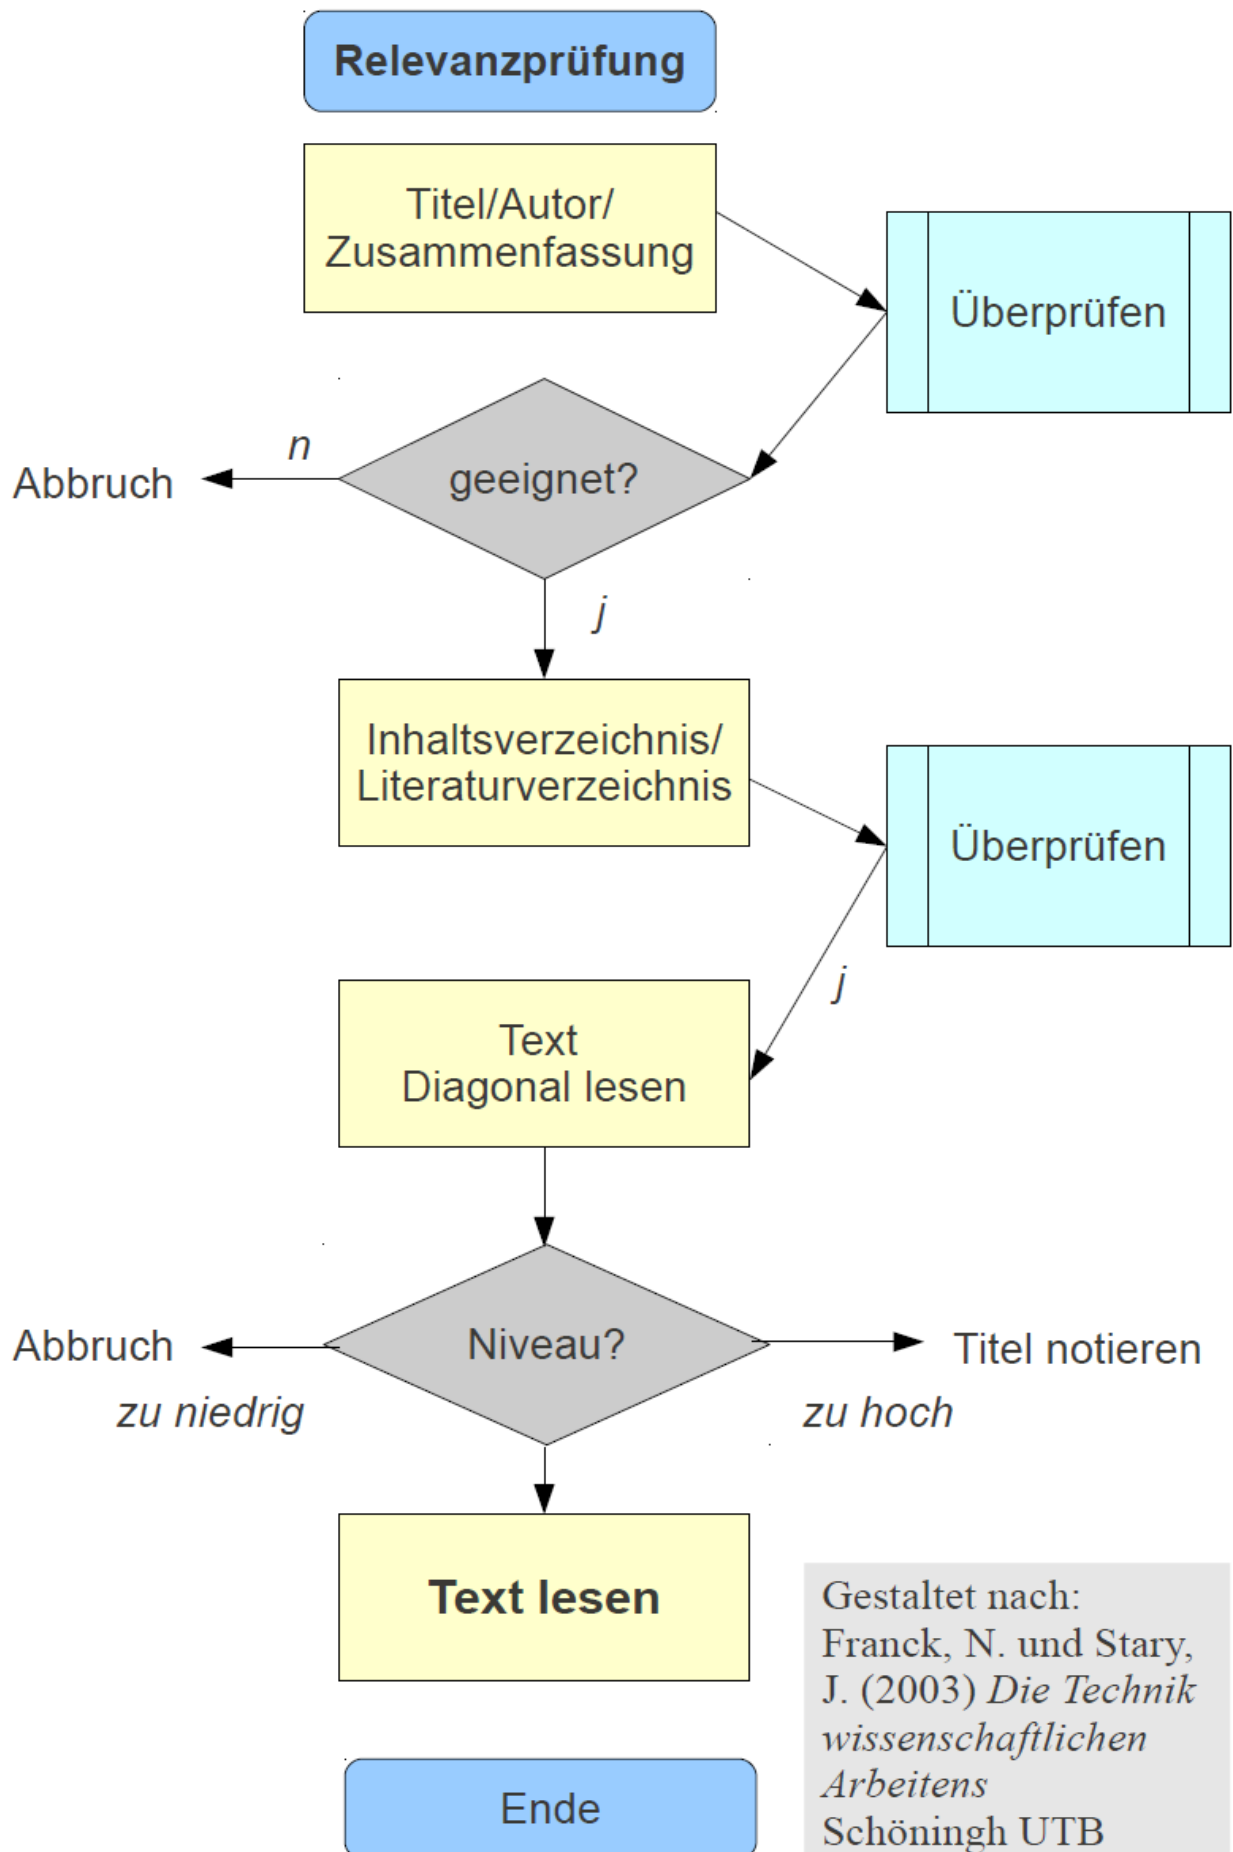 Relevanzprüfung
Titel/Autor/
Zusammenfassung
Überprüfen
n
Abbruch
geeignet?
j
Inhaltsverzeichnis/
Literaturverzeichnis
Überprüfen
j
Text
Diagonal lesen
Abbruch
Niveau?
Titel notieren
zu niedrig
zu hoch
Text lesen
Gestaltet nach:
Franck, N. und Stary,
J. (2003) Die Technik
wissenschaftlichen
Arbeitens
Schöningh UTB
Ende